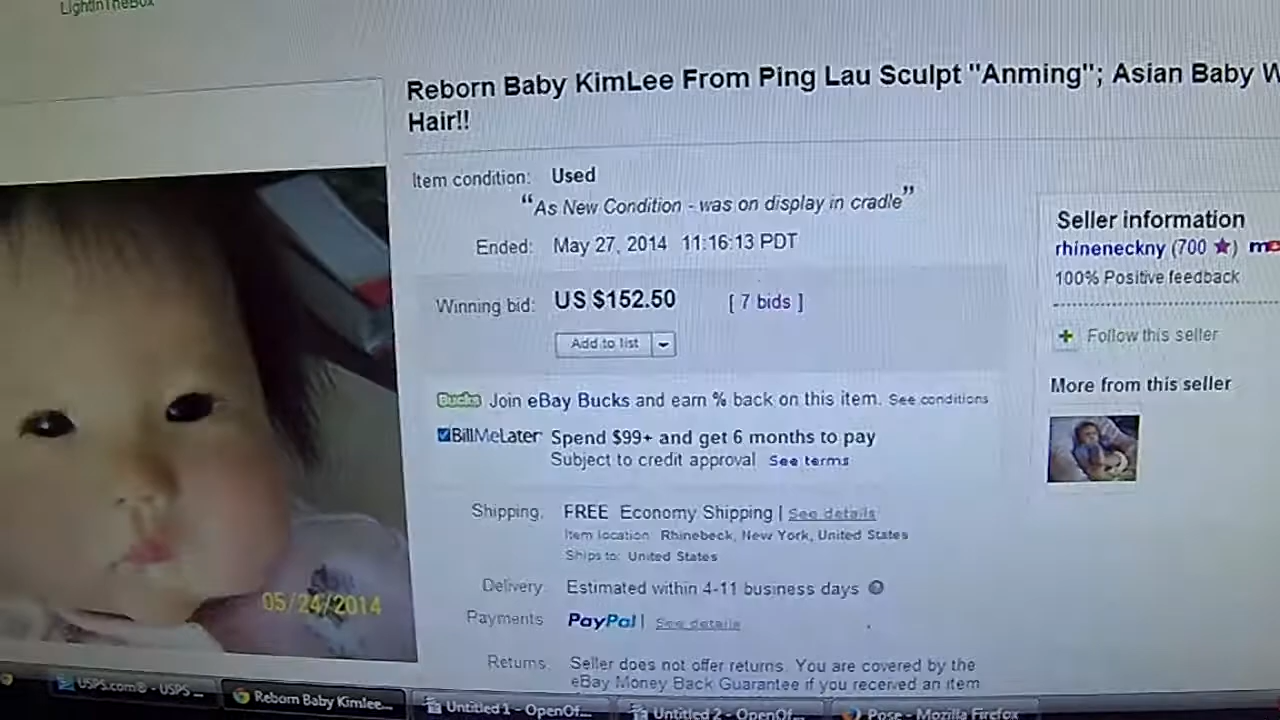 LightInTheBox
Reborn Baby KimLee From Ping Lau Sculpt "Anming"; Asian Baby W
Hair!!
Item condition: Used
“As New Condition - was on display in cradle”
Ended: May 27, 2014 11:16:13 PDT
Winning bid: US $152.50 [ 7 bids ]
Add to list
Bucks Join eBay Bucks and earn % back on this item. See conditions
BillMeLater Spend $99+ and get 6 months to pay
Subject to credit approval See terms
Shipping: FREE Economy Shipping | See details
Item location: Rhinebeck, New York, United States
Ships to: United States
Delivery: Estimated within 4-11 business days
Payments PayPal | See details
Returns: Seller does not offer returns. You are covered by the
eBay Money Back Guarantee if you received an item
Seller information
rhineneckny (700 ★)
100% Positive feedback
+ Follow this seller
More from this seller
05/24/2014
USPS.com® - USPS ...
Reborn Baby Kimlee...
Untitled 1 - OpenOf...
Untitled 2 - OpenOf...
Pose - Mozilla Firefox